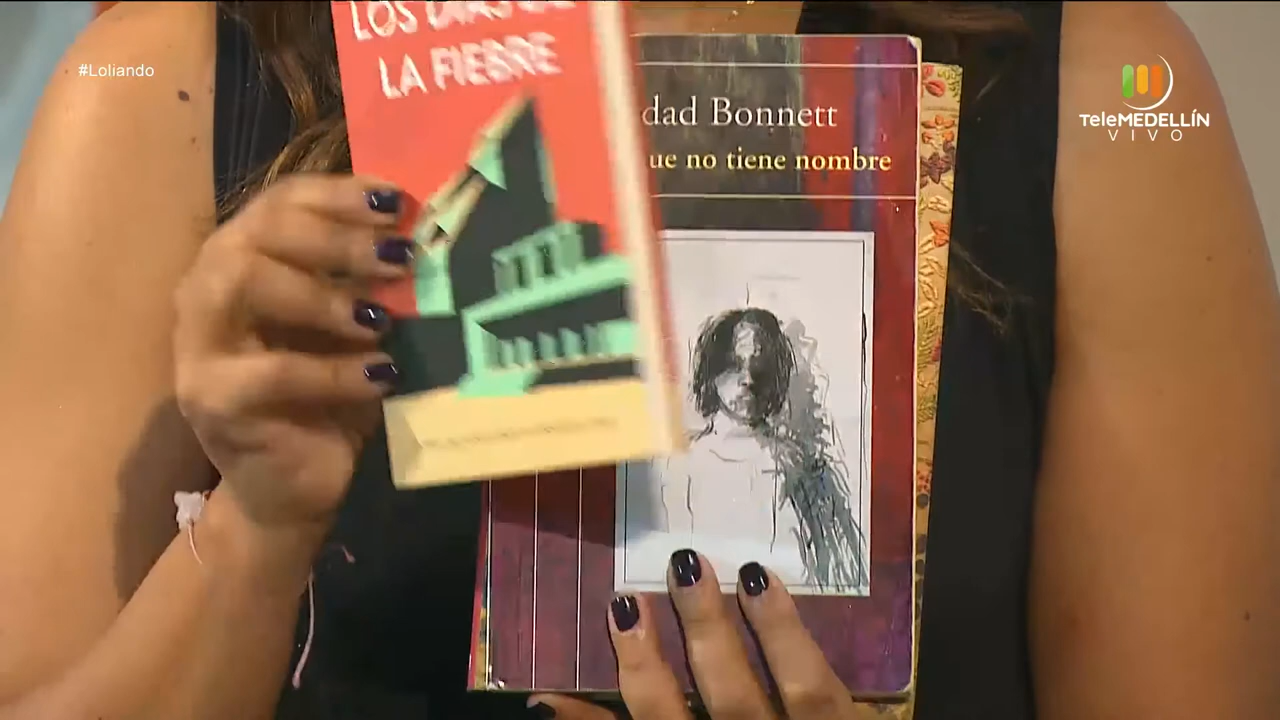 #Loliando
LOS DÍAS DE
LA FIEBRE
dad Bonnett
ue no tiene nombre
TeleMEDELLÍN
VIVO